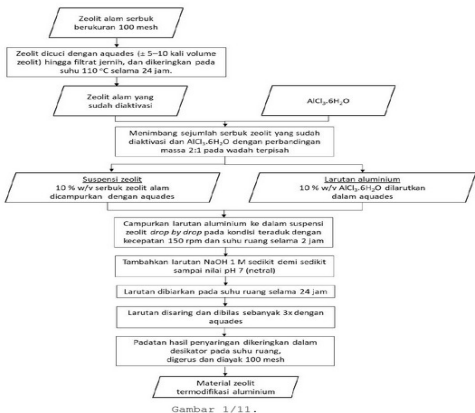 Zeolit alam serbuk
berukuran 100 mesh
Zeolit dicuci dengan aquades (± 5–10 kali volume
zeolit) hingga filtrat jernih, dan dikeringkan pada
suhu 110 °C selama 24 jam.
Zeolit alam yang
sudah diaktivasi
AlCl₃.6H₂O
Menimbang sejumlah serbuk zeolit yang sudah
diaktivasi dan AlCl₃.6H₂O dengan perbandingan
massa 2:1 pada wadah terpisah
Suspensi zeolit
10 % w/v serbuk zeolit alam
dicampurkan dengan aquades
Larutan aluminium
10 % w/v AlCl₃.6H₂O dilarutkan
dalam aquades
Campurkan larutan aluminium ke dalam suspensi
zeolit drop by drop pada kondisi teraduk dengan
kecepatan 150 rpm dan suhu ruang selama 2 jam
Tambahkan larutan NaOH 1 M sedikit demi sedikit
sampai nilai pH 7 (netral)
Larutan dibiarkan pada suhu ruang selama 24 jam
Larutan disaring dan dibilas sebanyak 3x dengan
aquades
Padatan hasil penyaringan dikeringkan dalam
desikator pada suhu ruang,
digerus dan diayak 100 mesh
Material zeolit
termodifikasi aluminium
Gambar 1/11.